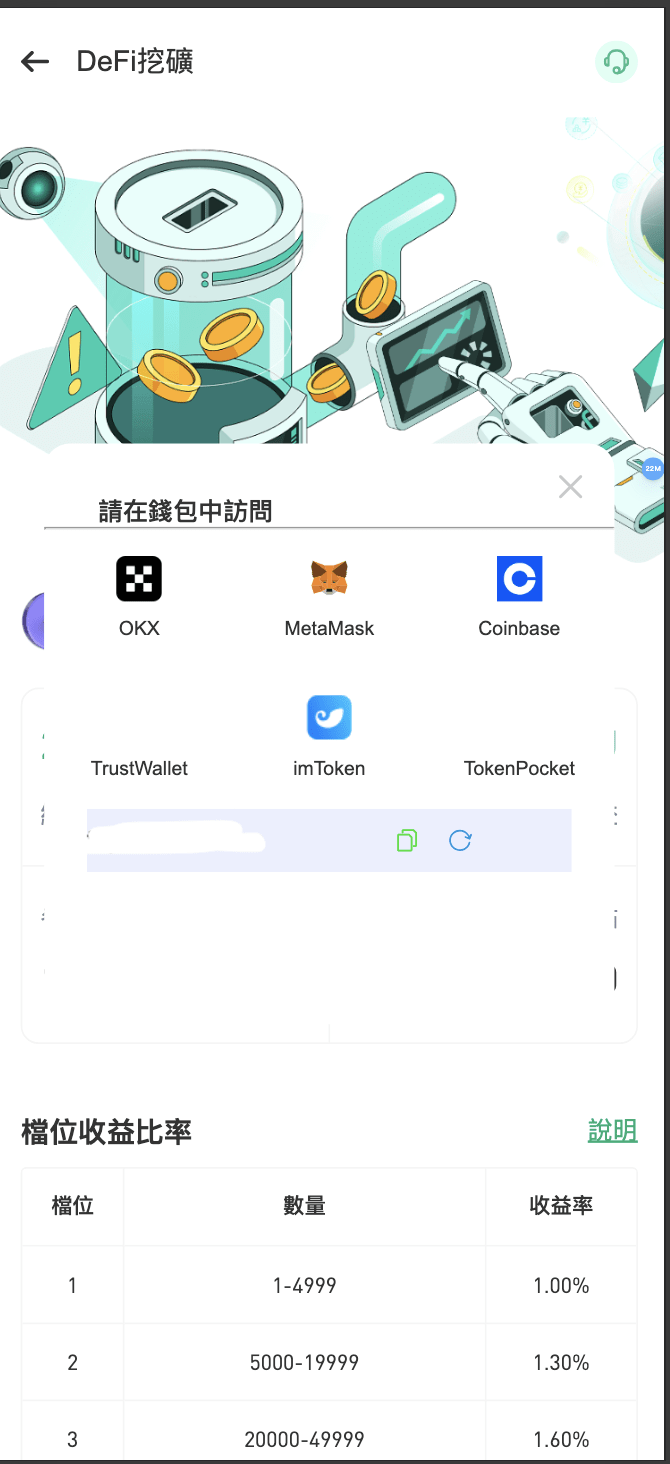 DeFi挖礦
22M
請在錢包中訪問
OKX MetaMask Coinbase
TrustWallet imToken TokenPocket
檔位收益比率 說明
檔位 數量 收益率
1 1-4999 1.00%
2 5000-19999 1.30%
3 20000-49999 1.60%